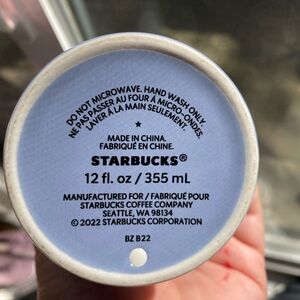 DO NOT MICROWAVE. HAND WASH ONLY.
NE PAS PASSER AU FOUR À MICRO-ONDES.
LAVER À LA MAIN SEULEMENT.
★
MADE IN CHINA.
FABRIQUÉ EN CHINE.
STARBUCKS®
12 fl. oz / 355 mL
MANUFACTURED FOR / FABRIQUÉ POUR
STARBUCKS COFFEE COMPANY
SEATTLE, WA 98134
© 2022 STARBUCKS CORPORATION
BZ B22